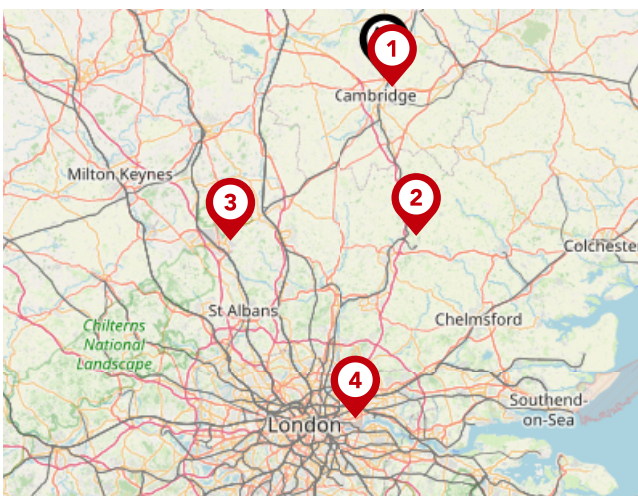 1
Cambridge
Milton Keynes
3
2
Colchester
St Albans
Chelmsford
Chilterns
National
Landscape
4
Southend-
on-Sea
London